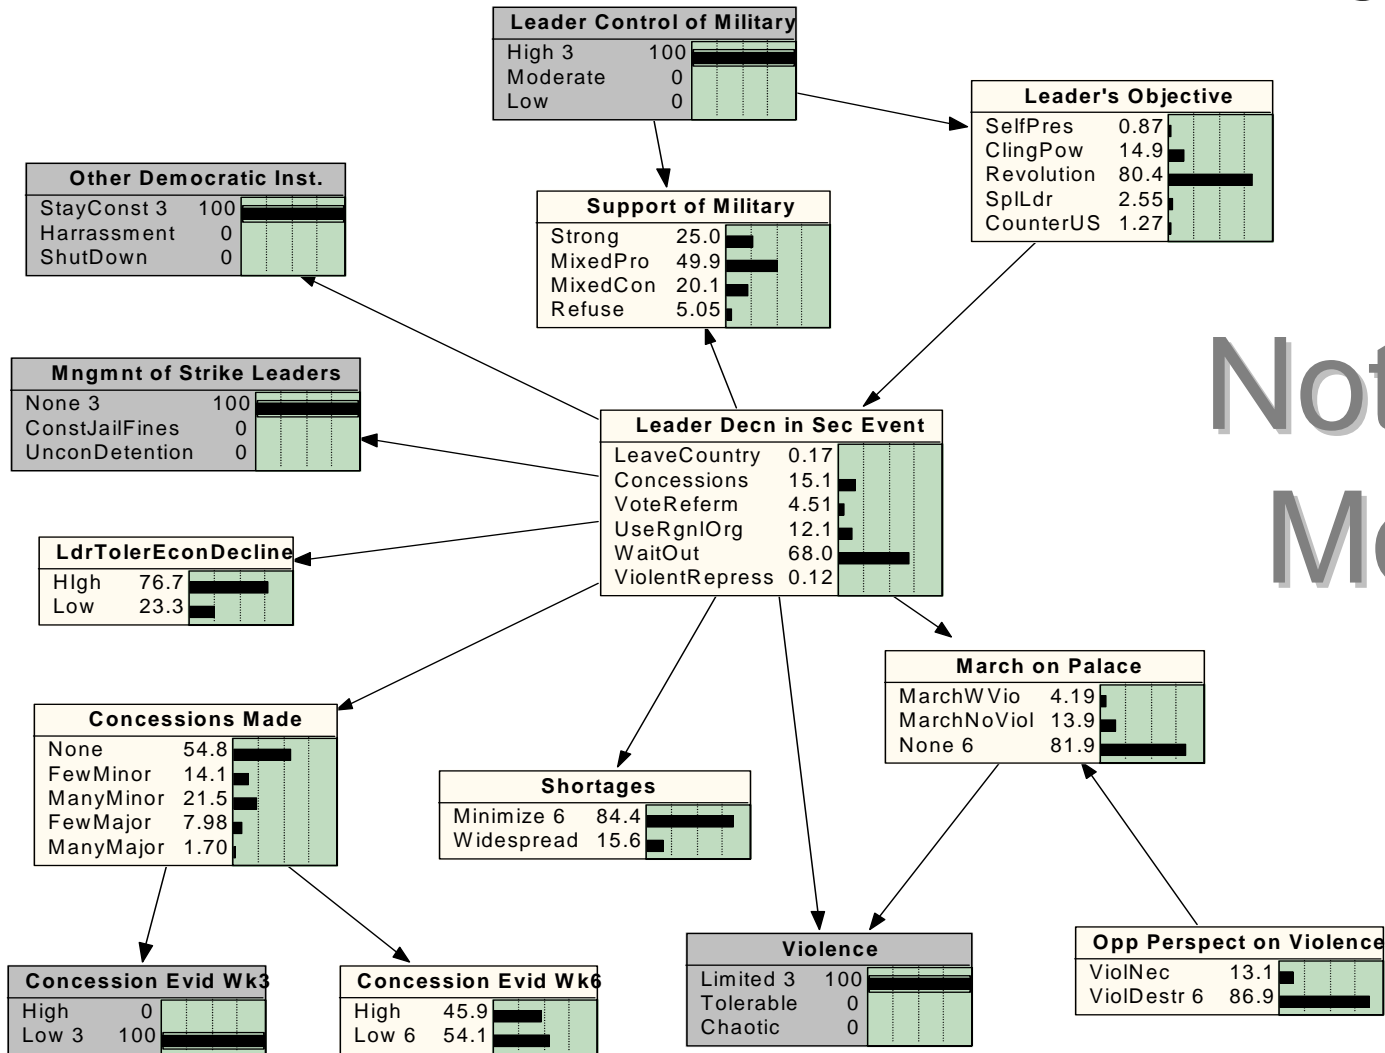 Leader Control of Military
High 3 100
Moderate 0
Low 0
Leader's Objective
SelfPres 0.87
ClingPow 14.9
Revolution 80.4
SplLdr 2.55
CounterUS 1.27
Other Democratic Inst.
StayConst 3 100
Harrassment 0
ShutDown 0
Support of Military
Strong 25.0
MixedPro 49.9
MixedCon 20.1
Refuse 5.05
Mngmnt of Strike Leaders
None 3 100
ConstJailFines 0
UnconDetention 0
Not
Leader Decn in Sec Event
LeaveCountry 0.17
Concessions 15.1
VoteReferm 4.51
UseRgnlOrg 12.1
WaitOut 68.0
ViolentRepress 0.12
LdrTolerEconDecline
HIgh 76.7
Low 23.3
March on Palace
MarchWVio 4.19
MarchNoViol 13.9
None 6 81.9
Concessions Made
None 54.8
FewMinor 14.1
ManyMinor 21.5
FewMajor 7.98
ManyMajor 1.70
Shortages
Minimize 6 84.4
Widespread 15.6
Concession Evid Wk3
High 0
Low 3 100
Concession Evid Wk6
High 45.9
Low 6 54.1
Violence
Limited 3 100
Tolerable 0
Chaotic 0
Opp Perspect on Violence
ViolNec 13.1
ViolDestr 6 86.9